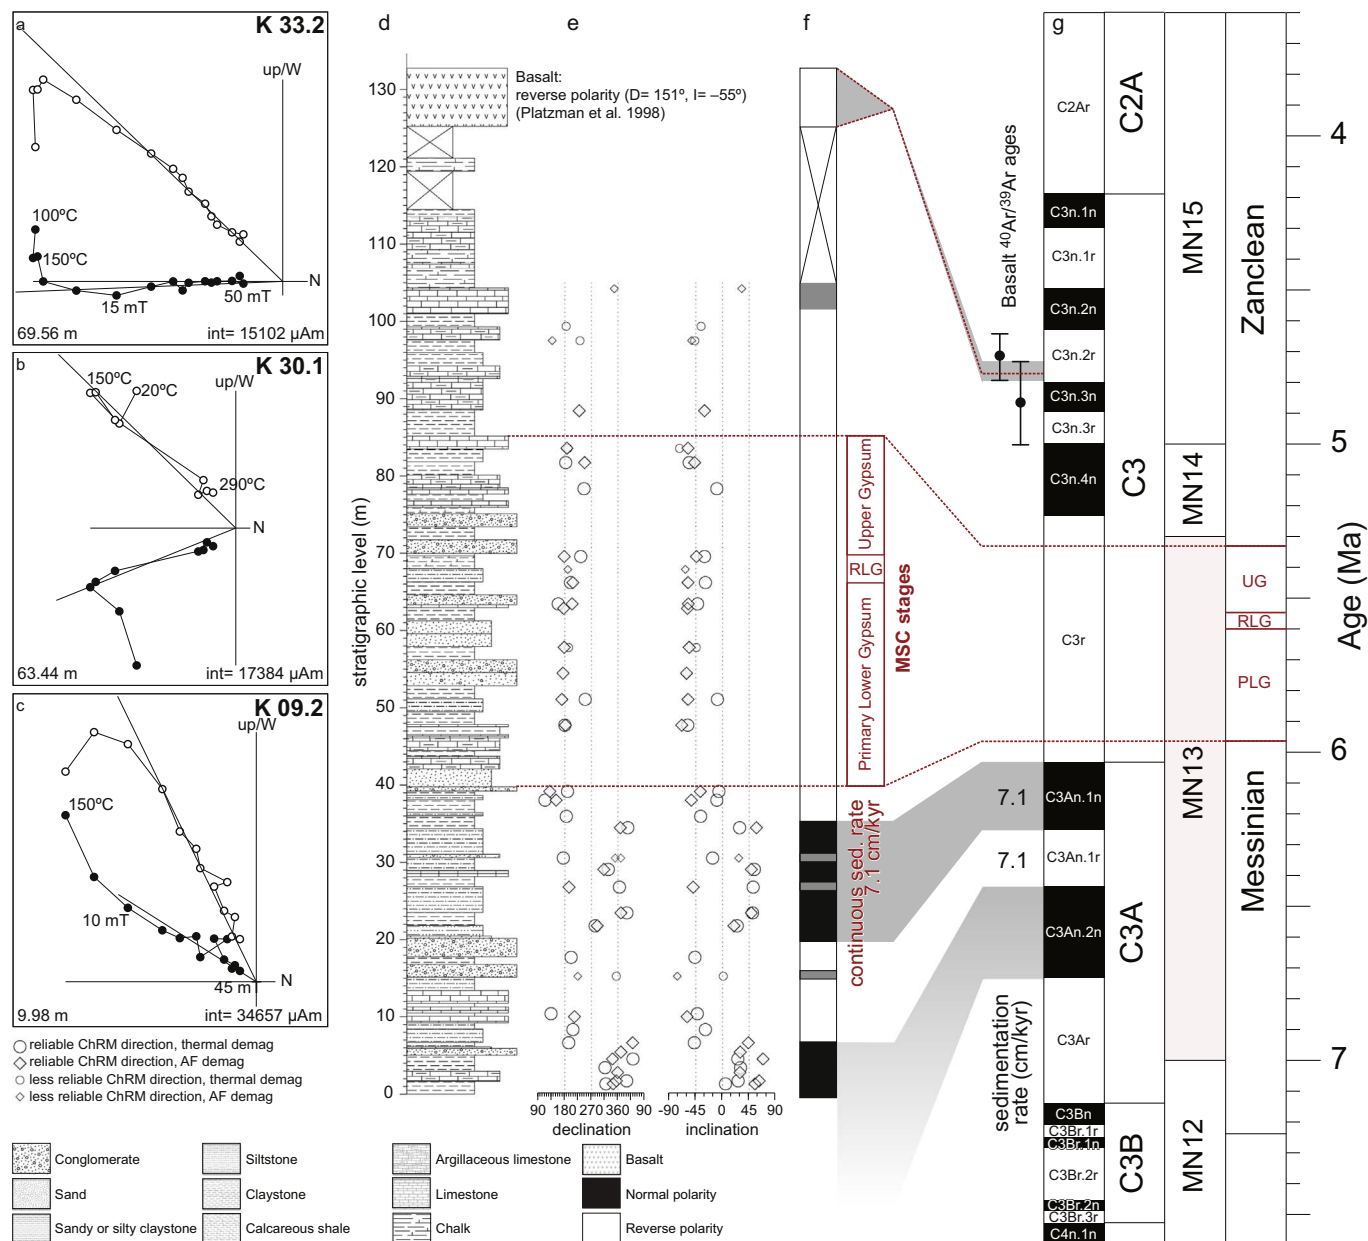 a
K 33.2
up/W
N
100ºC
150ºC
15 mT
50 mT
69.56 m
int= 15102 µAm
b
K 30.1
up/W
150ºC
20ºC
N
290ºC
63.44 m
int= 17384 µAm
c
K 09.2
up/W
150ºC
10 mT
N
45 m
9.98 m
int= 34657 µAm
reliable ChRM direction, thermal demag
reliable ChRM direction, AF demag
less reliable ChRM direction, thermal demag
less reliable ChRM direction, AF demag
d
stratigraphic level (m)
130
120
110
100
90
80
70
60
50
40
30
20
10
0
Basalt:
reverse polarity (D= 151º, I= –55º)
(Platzman et al. 1998)
e
90 180 270 360 90
declination
-90 -45 0 45 90
inclination
f
Upper Gypsum
RLG
Primary Lower Gypsum
MSC stages
continuous sed. rate
7.1 cm/kyr
Basalt ⁴⁰Ar/³⁹Ar ages
7.1
7.1
sedimentation
rate (cm/kyr)
g
C2Ar
C3n.1n
C3n.1r
C3n.2n
C3n.2r
C3n.3n
C3n.3r
C3n.4n
C3r
C3An.1n
C3An.1r
C3An.2n
C3Ar
C3Bn
C3Br.1r
C3Br.1n
C3Br.2r
C3Br.2n
C3Br.3r
C4n.1n
C2A
C3
C3A
C3B
MN15
MN14
MN13
MN12
Zanclean
UG
RLG
PLG
Messinian
4
5
6
7
Age (Ma)
Conglomerate
Sand
Sandy or silty claystone
Siltstone
Claystone
Calcareous shale
Argillaceous limestone
Limestone
Chalk
Basalt
Normal polarity
Reverse polarity